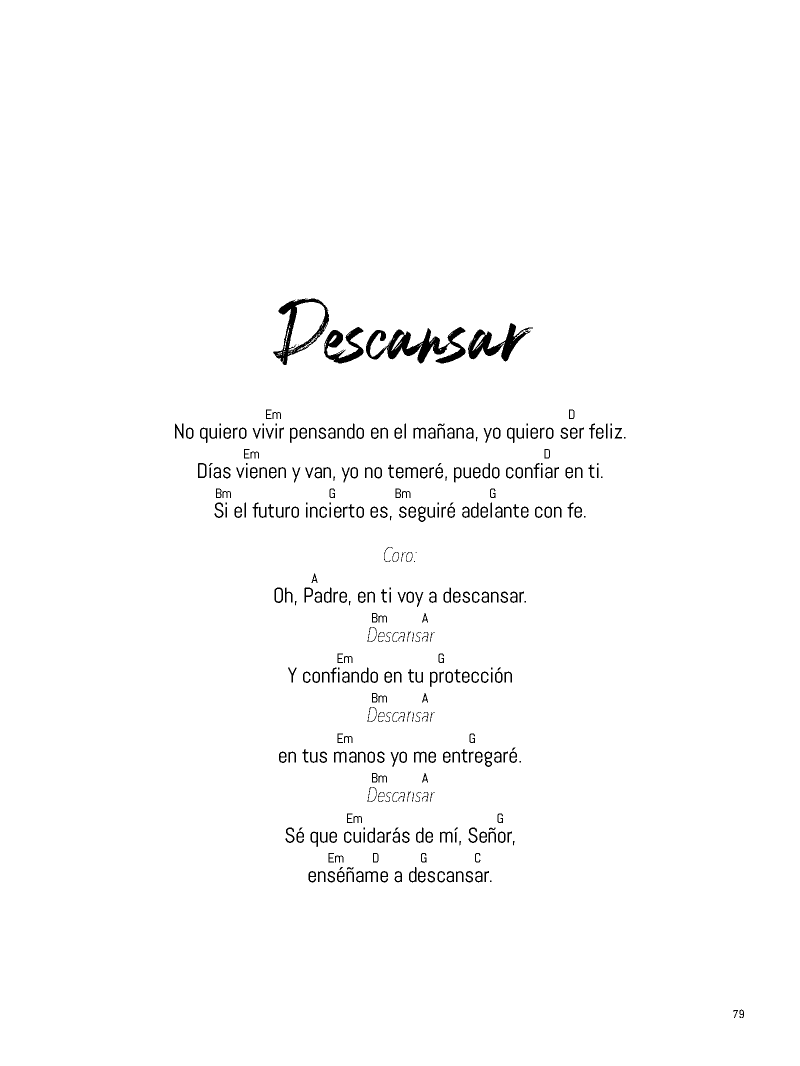 Descansar
Em D
No quiero vivir pensando en el mañana, yo quiero ser feliz.
Em D
Días vienen y van, yo no temeré, puedo confiar en ti.
Bm G Bm G
Si el futuro incierto es, seguiré adelante con fe.
Coro:
A
Oh, Padre, en ti voy a descansar.
Bm A
Descansar
Em G
Y confiando en tu protección
Bm A
Descansar
Em G
en tus manos yo me entregaré.
Bm A
Descansar
Em G
Sé que cuidarás de mí, Señor,
Em D G C
enséñame a descansar.
79